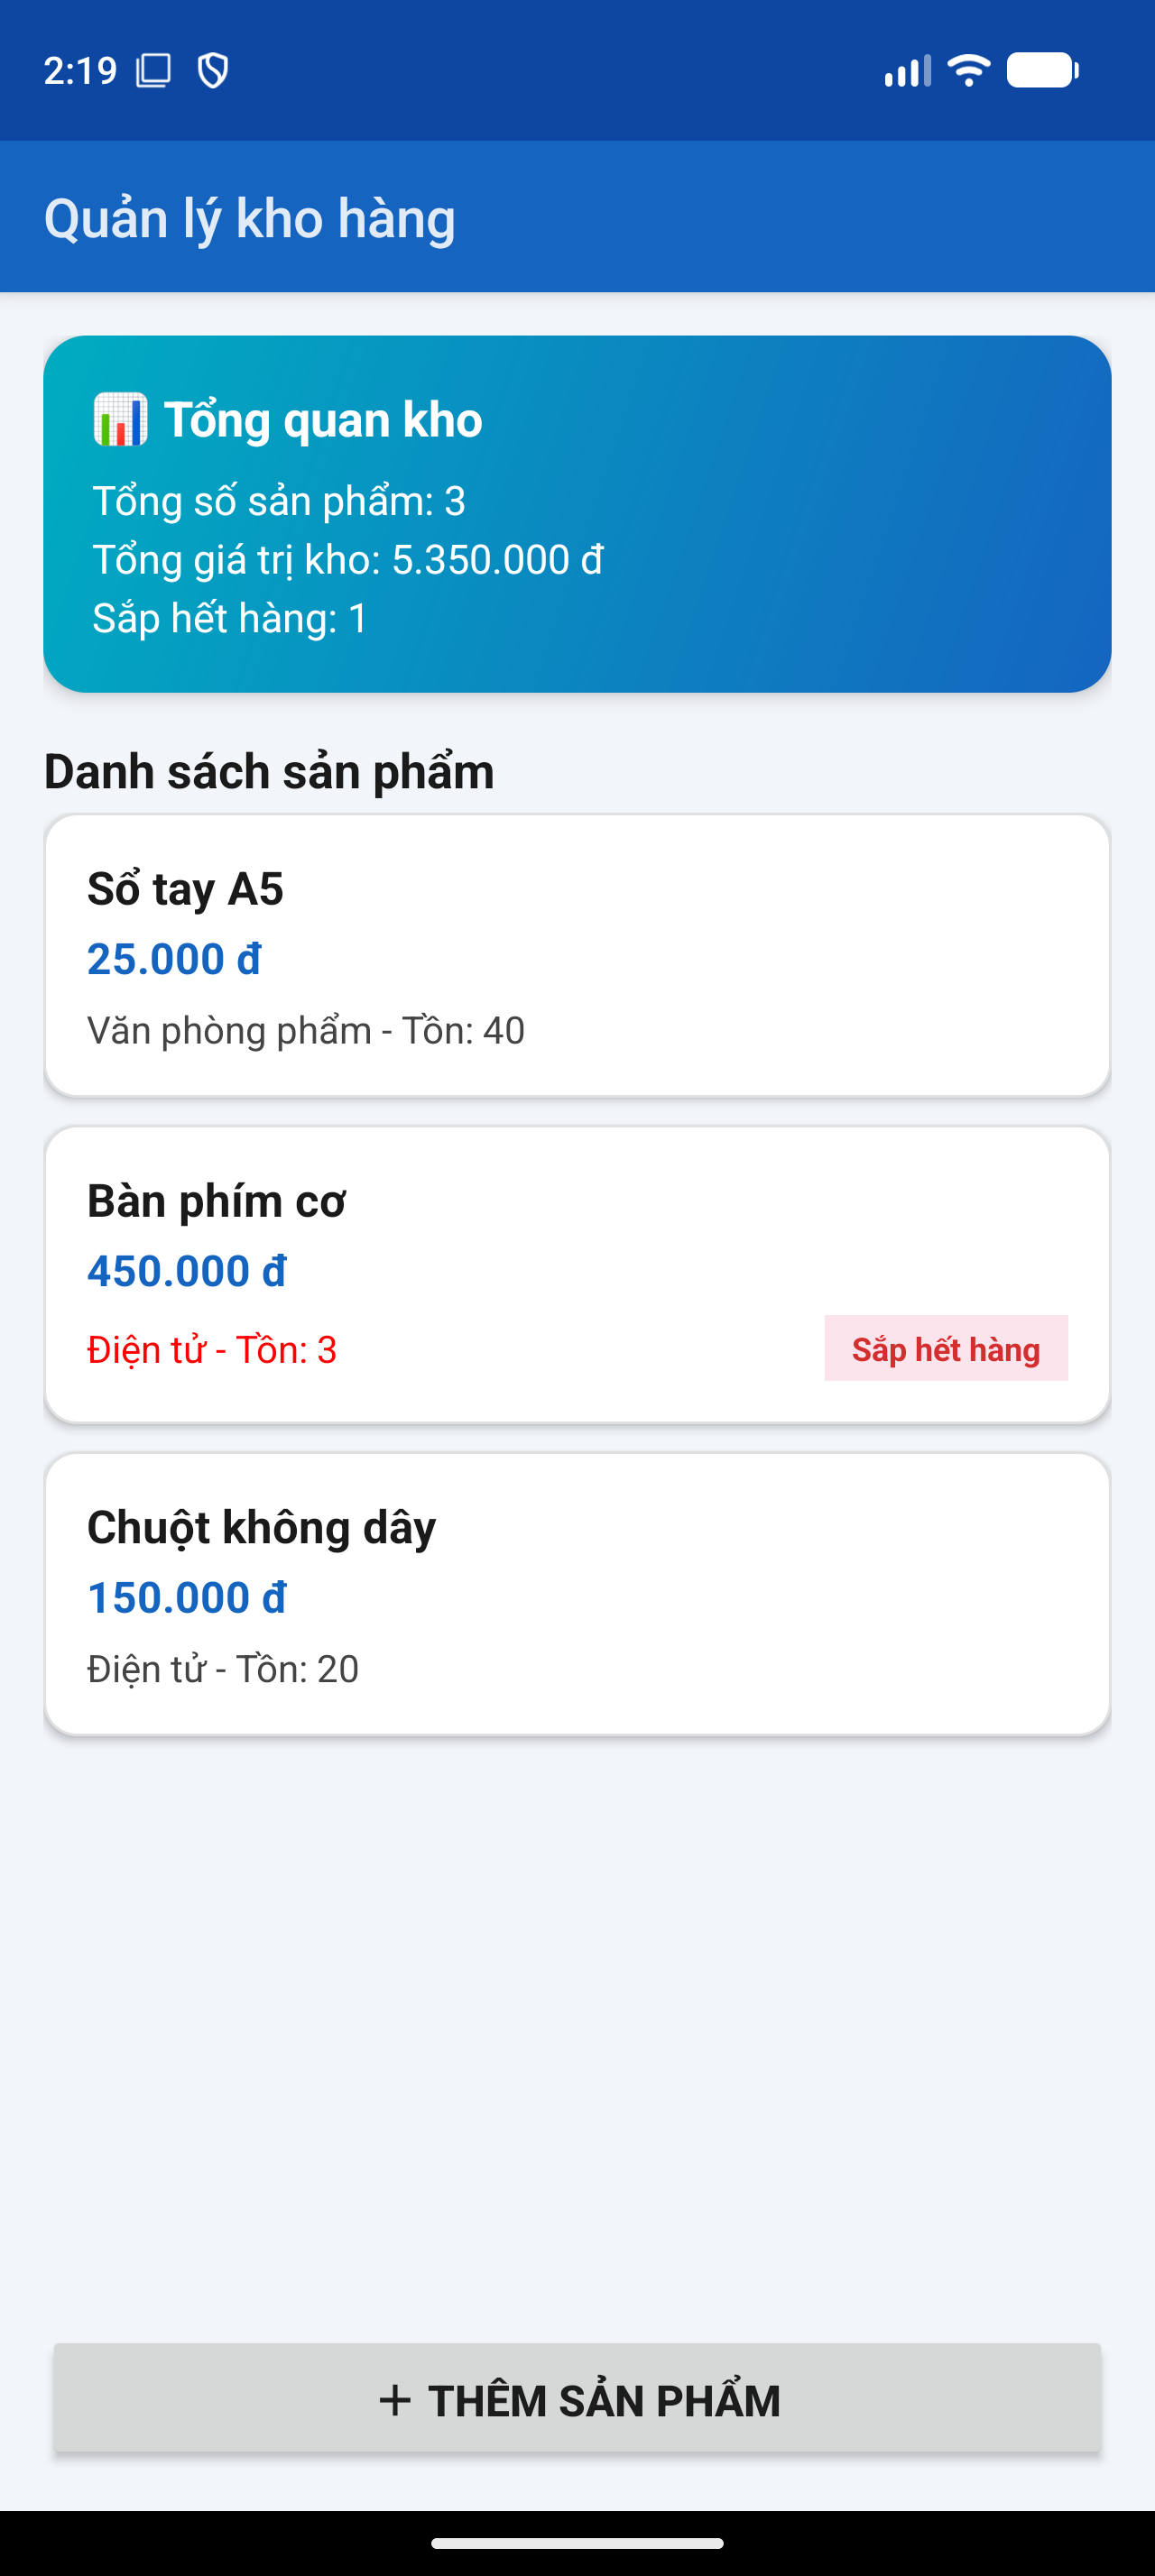 2:19
Quản lý kho hàng
📊 Tổng quan kho
Tổng số sản phẩm: 3
Tổng giá trị kho: 5.350.000 đ
Sắp hết hàng: 1
Danh sách sản phẩm
Sổ tay A5
25.000 đ
Văn phòng phẩm - Tồn: 40
Bàn phím cơ
450.000 đ
Điện tử - Tồn: 3
Sắp hết hàng
Chuột không dây
150.000 đ
Điện tử - Tồn: 20
+ THÊM SẢN PHẨM